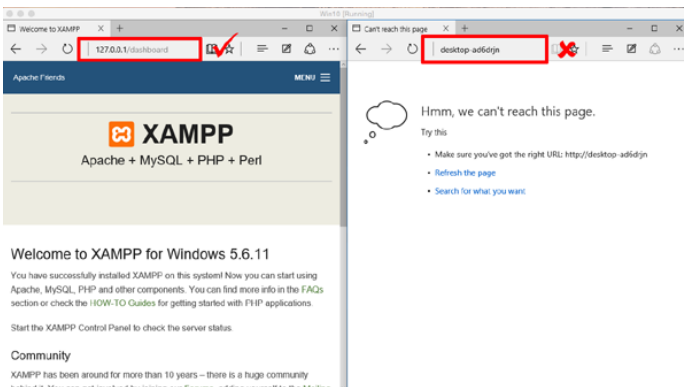 Win10 [Running]
Welcome to XAMPP
127.0.0.1/dashboard
Apache Friends
MENU
XAMPP
Apache + MySQL + PHP + Perl
Welcome to XAMPP for Windows 5.6.11
You have successfully installed XAMPP on this system! Now you can start using
Apache, MySQL, PHP and other components. You can find more info in the FAQs
section or check the HOW-TO Guides for getting started with PHP applications.
Start the XAMPP Control Panel to check the server status.
Community
XAMPP has been around for more than 10 years – there is a huge community
Can't reach this page
desktop-ad6drjn
Hmm, we can't reach this page.
Try this
• Make sure you've got the right URL: http://desktop-ad6drjn
• Refresh the page
• Search for what you want